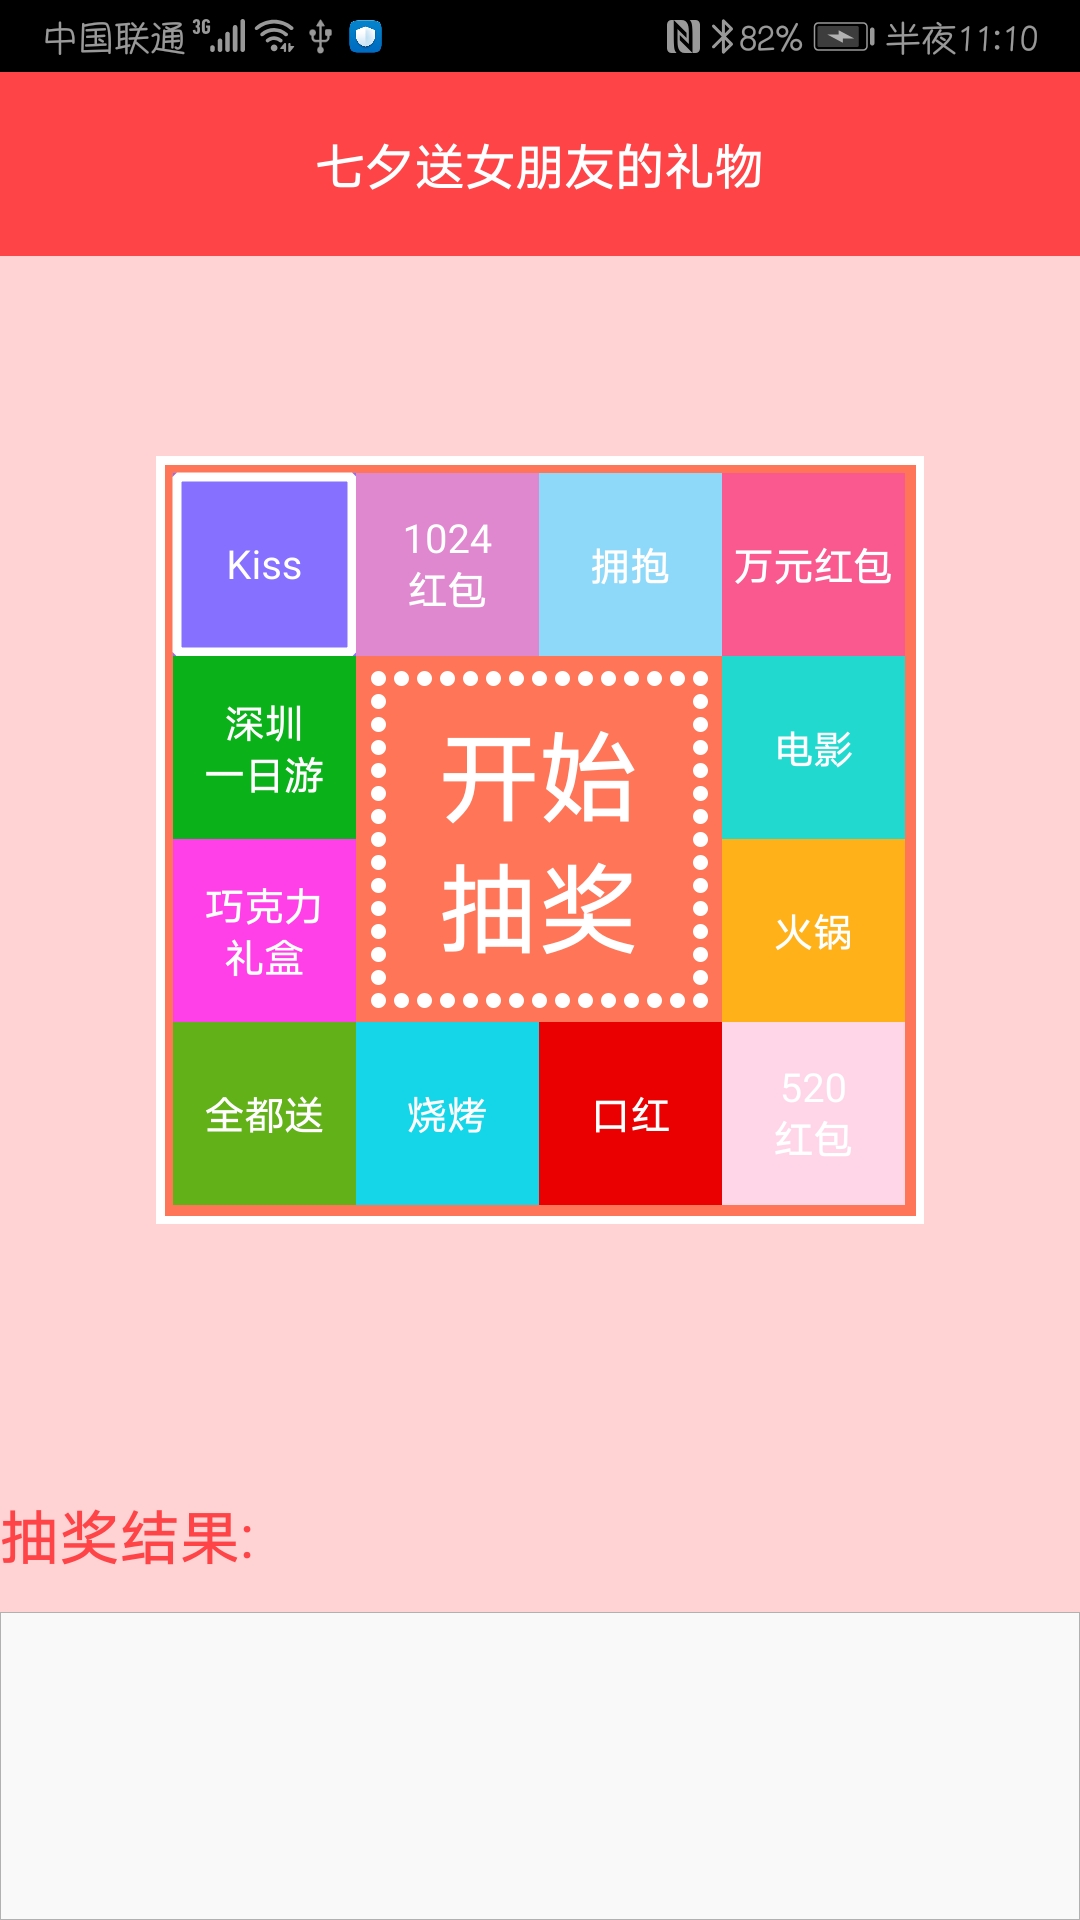 中国联通 3G 82% 半夜11:10
七夕送女朋友的礼物
Kiss
1024
红包
拥抱
万元红包
深圳
一日游
开始
抽奖
电影
巧克力
礼盒
火锅
全都送
烧烤
口红
520
红包
抽奖结果: